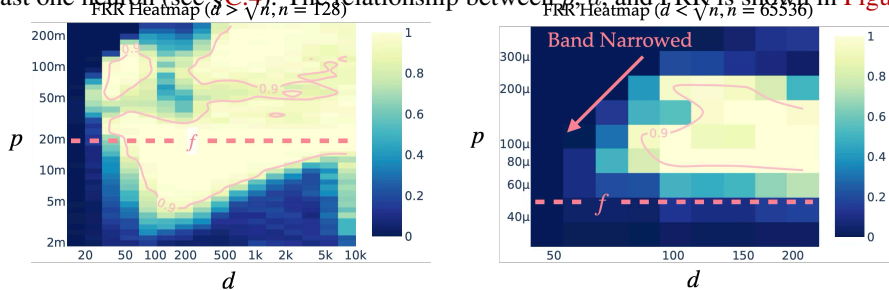 FRR Heatmap (d > √n, n = 128)
200m
100m
50m
20m
10m
5m
2m
p
0.9
0.9
0.9
f
20 50 100 200 500 1k 2k 5k 10k
d
1
0.8
0.6
0.4
0.2
0
FRR Heatmap (d < √n, n = 65536)
Band Narrowed
300μ
200μ
100μ
80μ
60μ
40μ
p
0.9
f
50 100 150 200
d
1
0.8
0.6
0.4
0.2
0